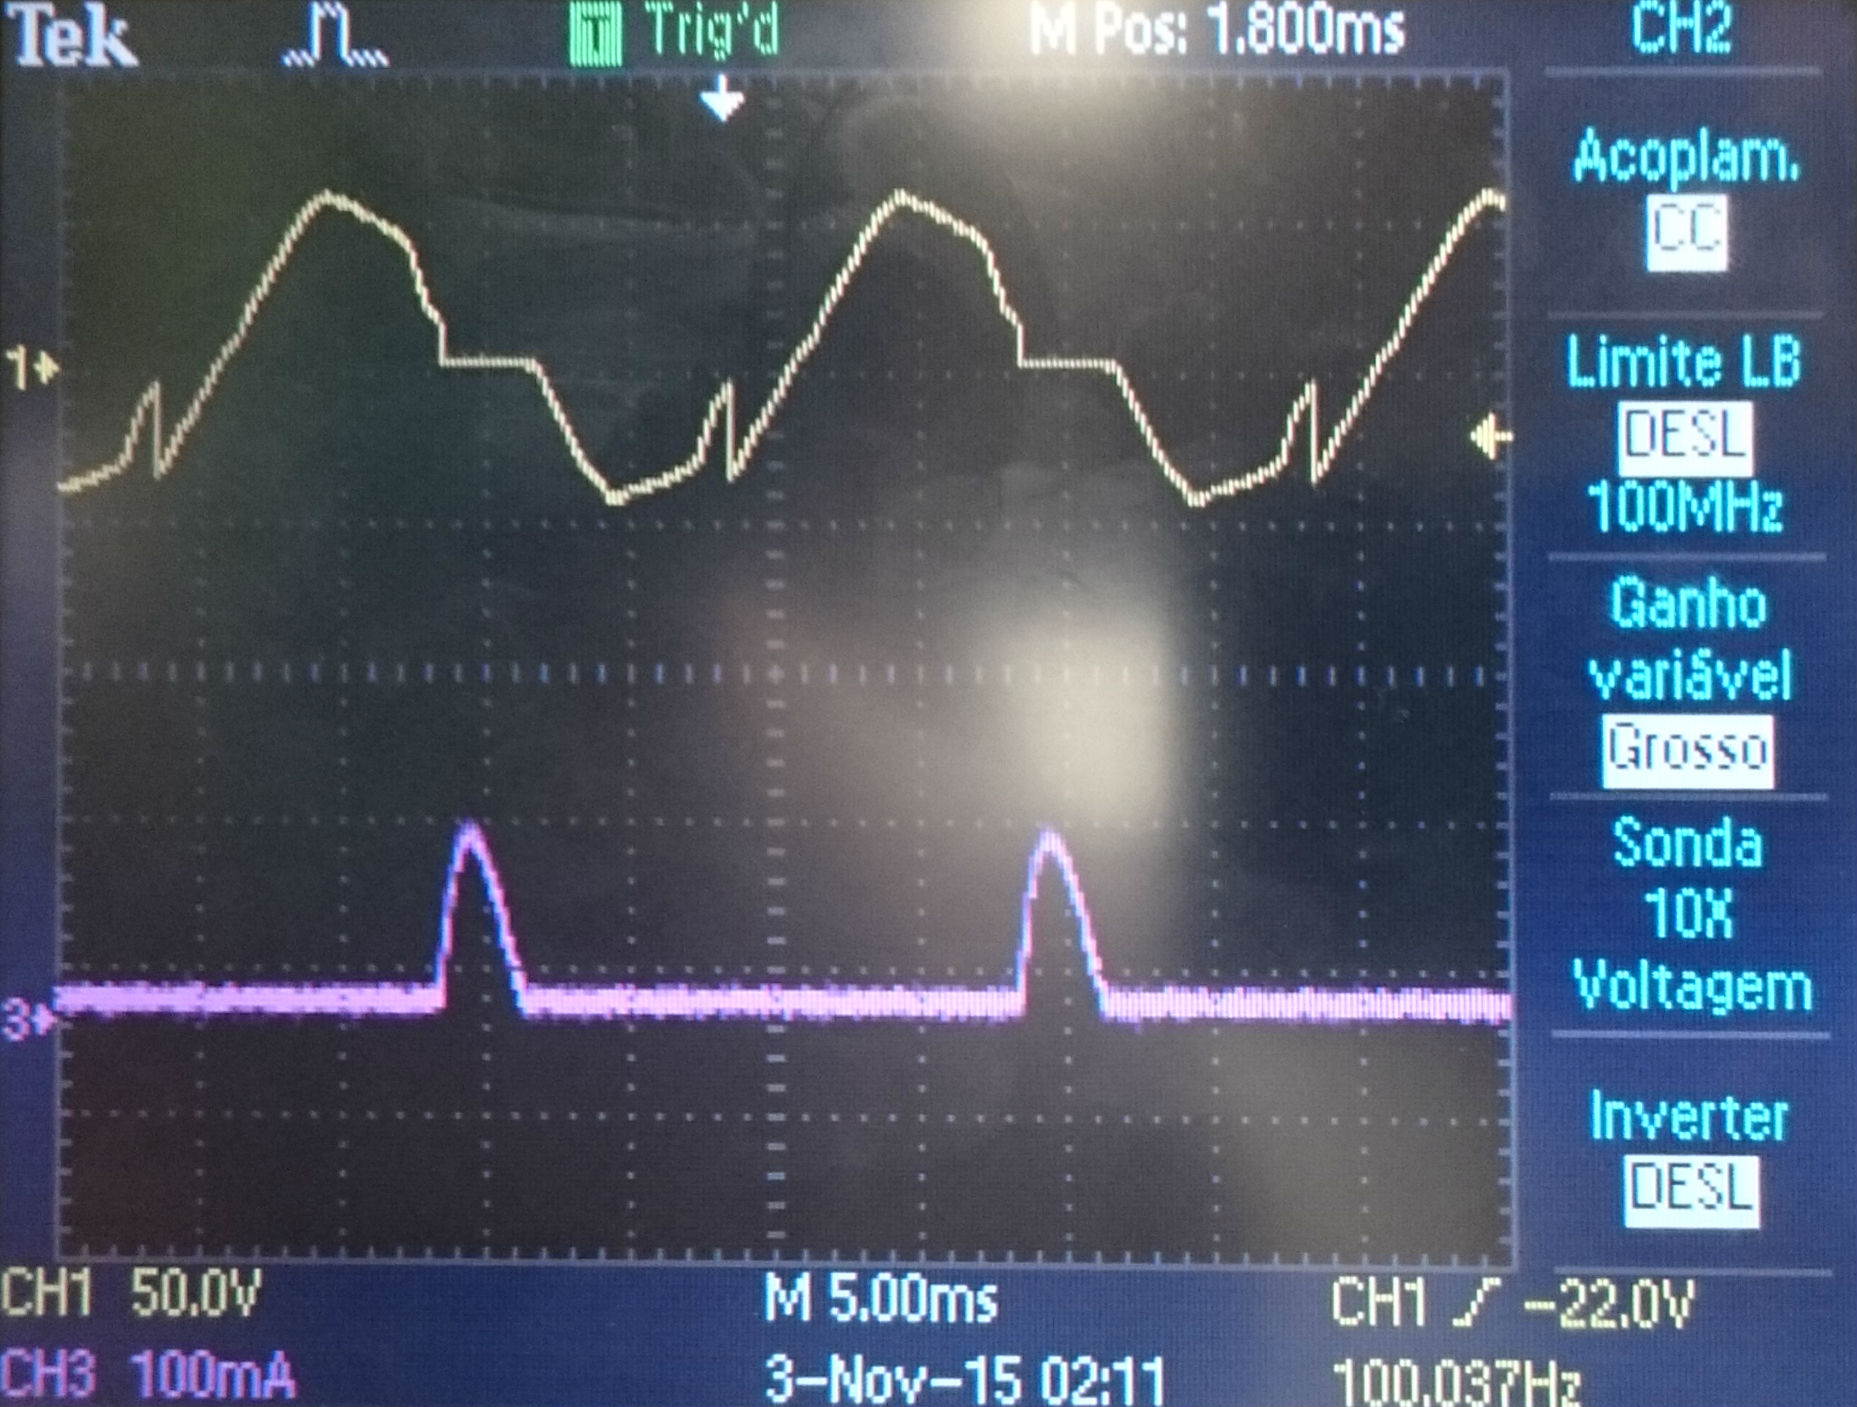 Tek T Trig'd M Pos: 1.800ms CH2
Acoplam.
CC
1
Limite LB
DESL
100MHz
Ganho
variável
Grosso
Sonda
10X
Voltagem
3
Inverter
DESL
CH1 50.0V M 5.00ms CH1 -22.0V
CH3 100mA 3-Nov-15 02:11 100.037Hz